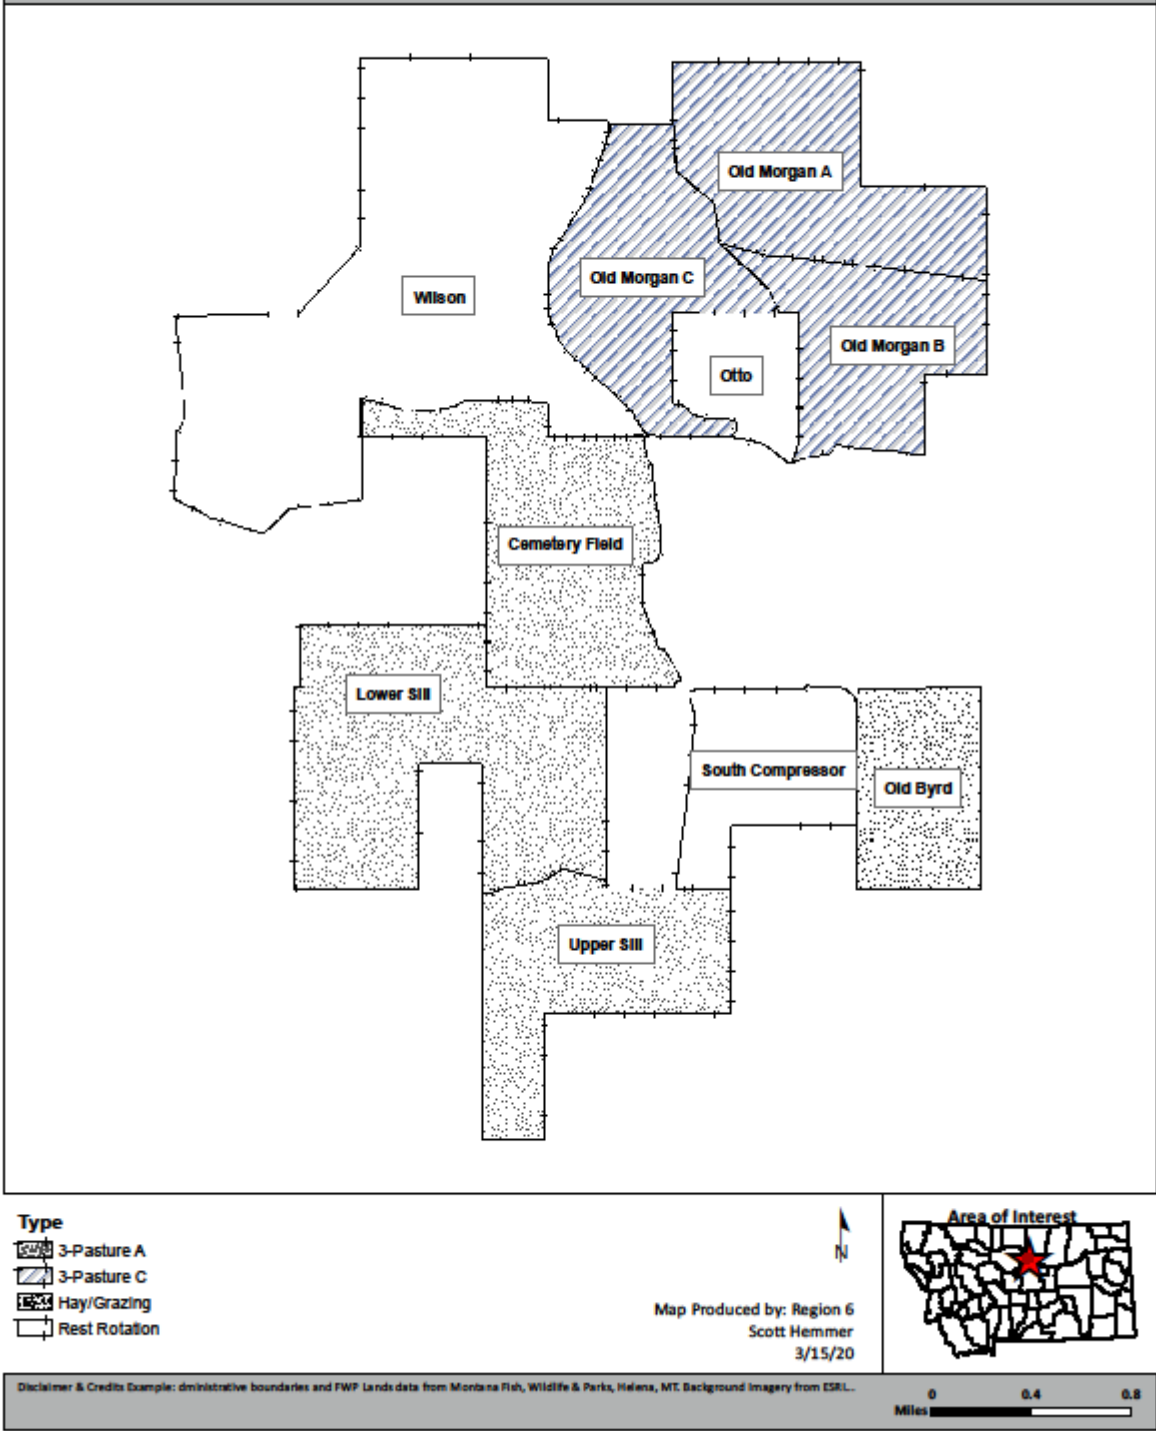 Old Morgan A
Old Morgan C
Wilson
Old Morgan B
Otto
Cemetery Field
Lower Sill
South Compressor
Old Byrd
Upper Sill
Type
3-Pasture A
3-Pasture C
Hay/Grazing
Rest Rotation
N
Map Produced by: Region 6
Scott Hemmer
3/15/20
Area of Interest
Disclaimer & Credits Example: dministrative boundaries and FWP Lands data from Montana Fish, Wildlife & Parks, Helena, MT. Background Imagery from ESRI...
0 0.4 0.8
Miles